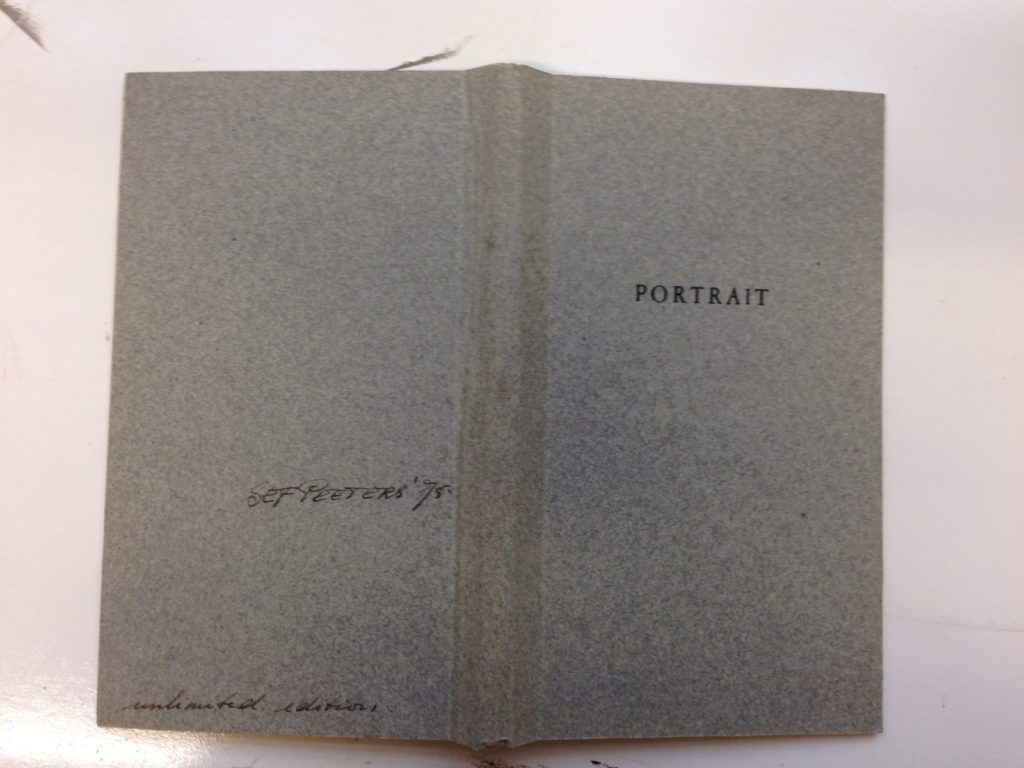 PORTRAIT
SEF PEETERS '75
unlimited edition.